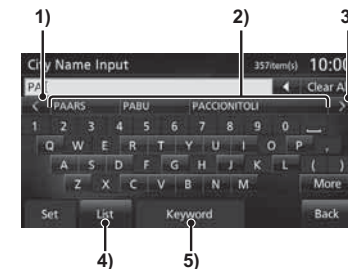 1) 2) 3
City Name Input 357item(s) 10:00
PA
Clear A
< PAARS PABU PACCIONITOLI >
1 2 3 4 5 6 7 8 9 0
Q W E R T Y U I O P ,
A S D F G H J K L ( )
Z X C V B N M More
Set List Keyword Back
4) 5)